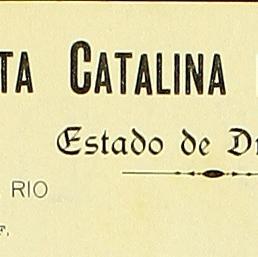 TA CATALINA
Estado de D
RIO
F.